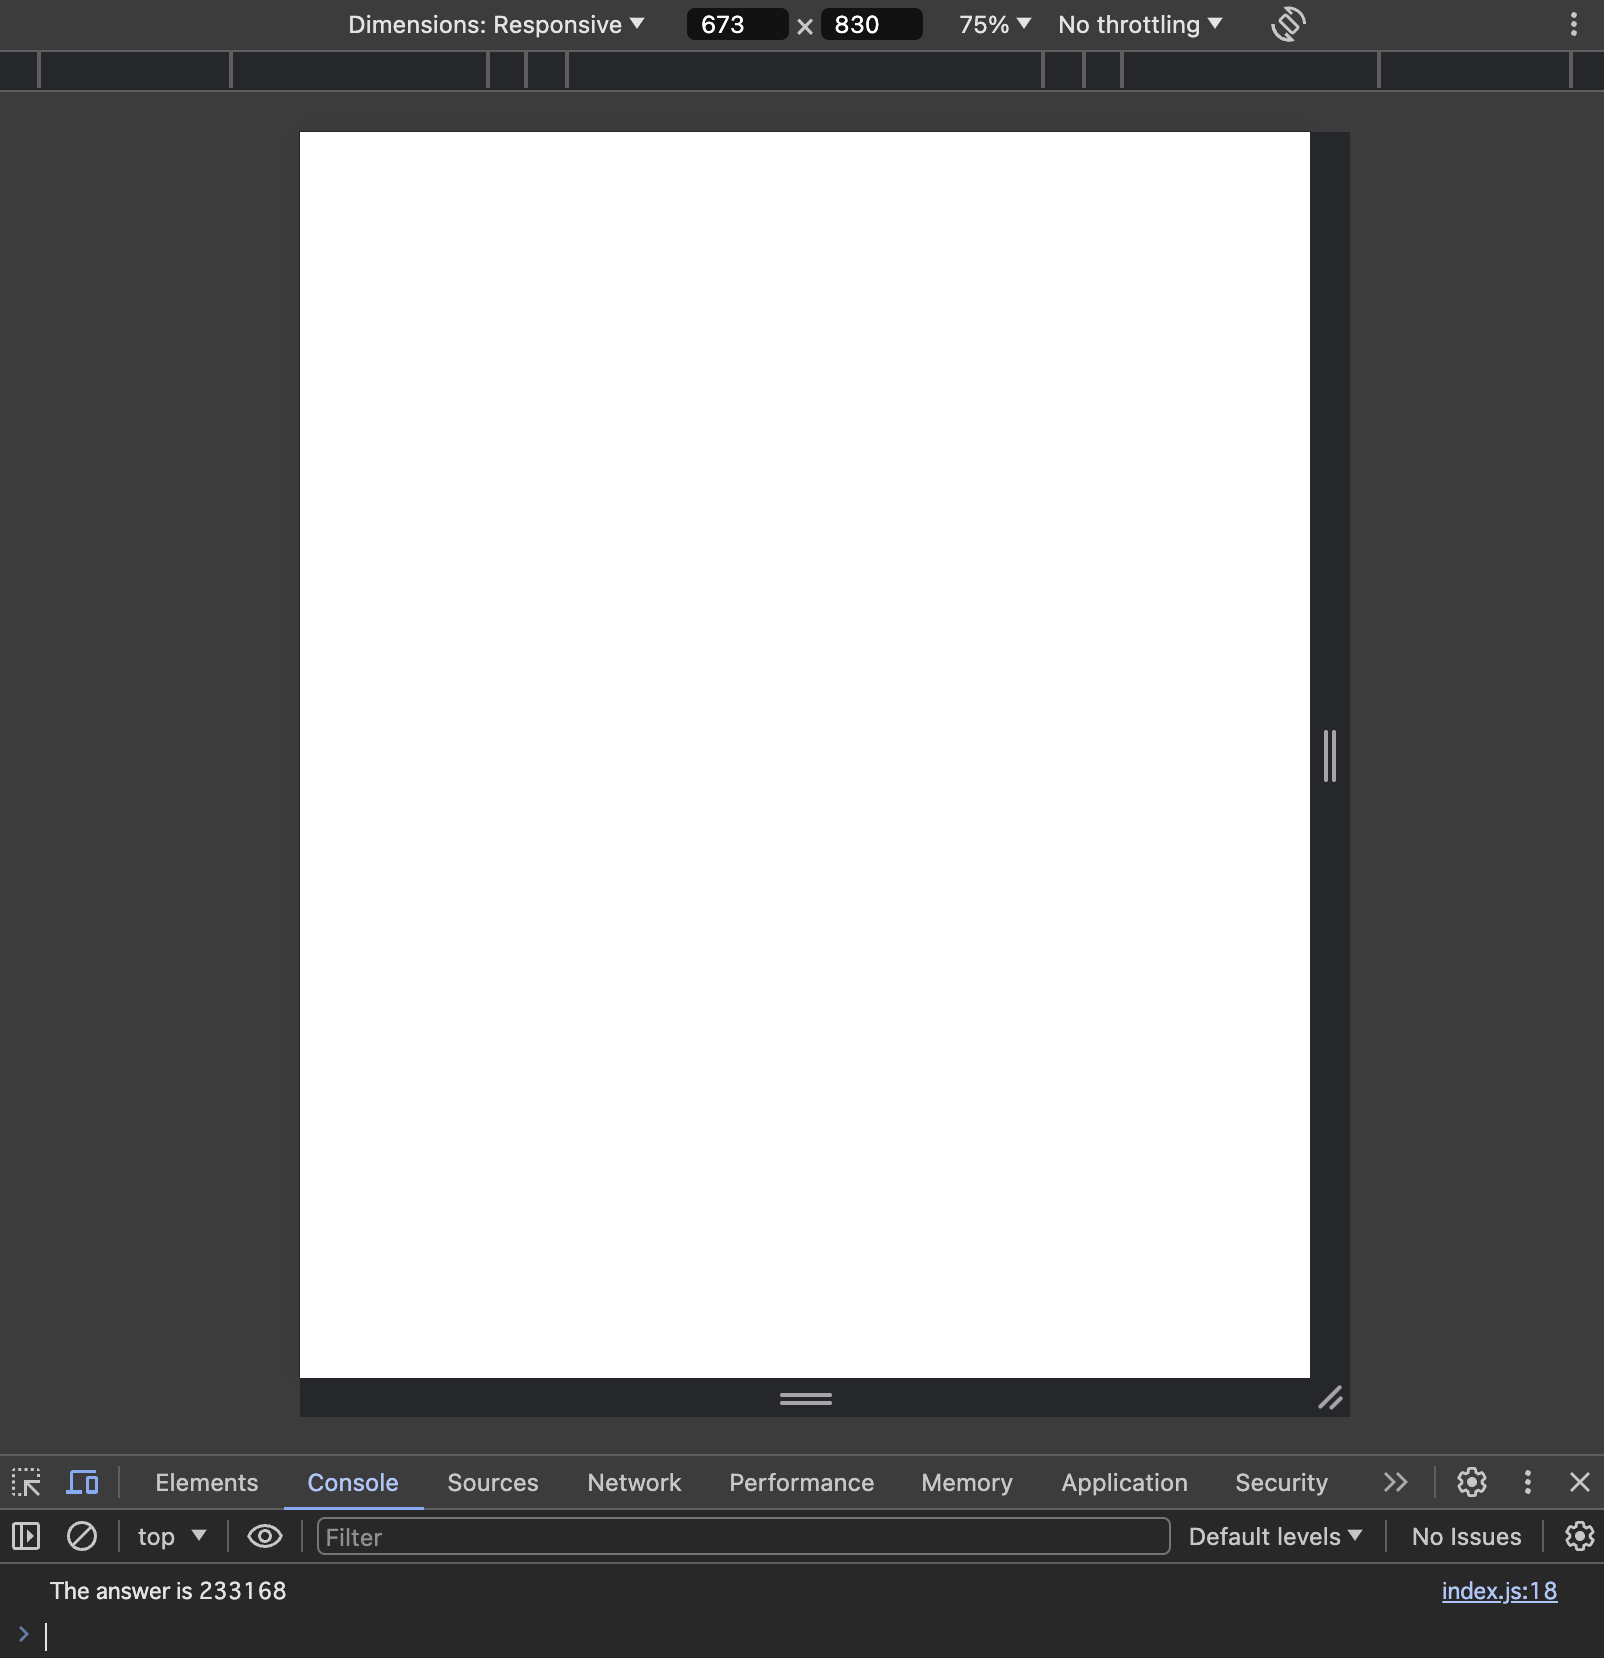 Dimensions: Responsive ▼ 673 × 830 75% ▼ No throttling ▼
Elements Console Sources Network Performance Memory Application Security
top ▼ Filter Default levels ▼ No Issues
The answer is 233168 index.js:18